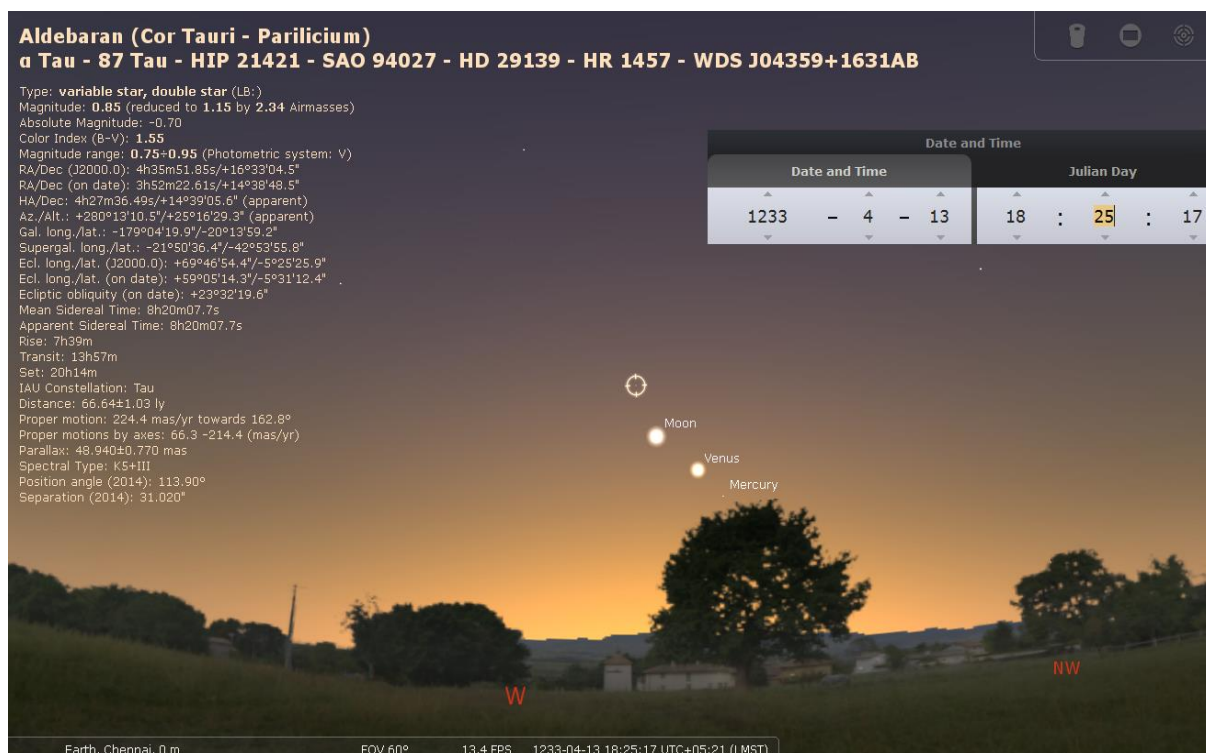 Aldebaran (Cor Tauri - Parilicium)
α Tau - 87 Tau - HIP 21421 - SAO 94027 - HD 29139 - HR 1457 - WDS J04359+1631AB
Type: variable star, double star (LB:)
Magnitude: 0.85 (reduced to 1.15 by 2.34 Airmasses)
Absolute Magnitude: -0.70
Color Index (B-V): 1.55
Magnitude range: 0.75÷0.95 (Photometric system: V)
RA/Dec (J2000.0): 4h35m51.85s/+16°33'04.5"
RA/Dec (on date): 3h52m22.61s/+14°38'48.5"
HA/Dec: 4h27m36.49s/+14°39'05.6" (apparent)
Az./Alt.: +280°13'10.5"/+25°16'29.3" (apparent)
Gal. long./lat.: -179°04'19.9"/-20°13'59.2"
Supergal. long./lat.: -21°50'36.4"/-42°53'55.8"
Ecl. long./lat. (J2000.0): +69°46'54.4"/-5°25'25.9"
Ecl. long./lat. (on date): +59°05'14.3"/-5°31'12.4"
Ecliptic obliquity (on date): +23°32'19.6"
Mean Sidereal Time: 8h20m07.7s
Apparent Sidereal Time: 8h20m07.7s
Rise: 7h39m
Transit: 13h57m
Set: 20h14m
IAU Constellation: Tau
Distance: 66.64±1.03 ly
Proper motion: 224.4 mas/yr towards 162.8°
Proper motions by axes: 66.3 -214.4 (mas/yr)
Parallax: 48.940±0.770 mas
Spectral Type: K5+III
Position angle (2014): 113.90°
Separation (2014): 31.020"
Date and Time
Date and Time Julian Day
1233 - 4 - 13 18 : 25 : 17
Moon
Venus
Mercury
W
NW
Earth, Chennai, 0 m FOV 60° 13.4 FPS 1233-04-13 18:25:17 UTC+05:21 (LMST)